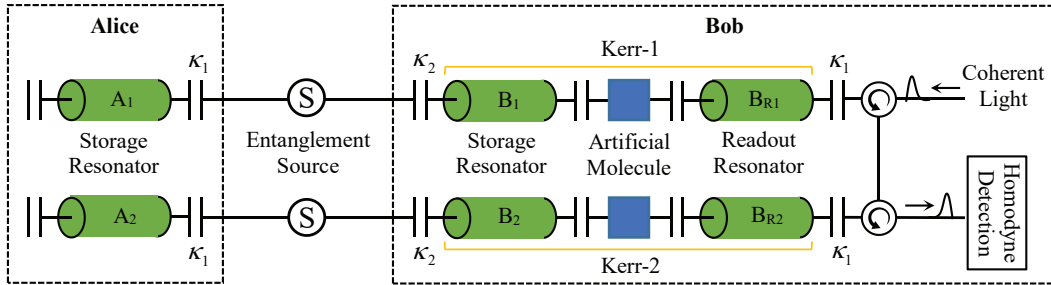 Alice
Bob
Kerr-1
κ1
κ2
κ1
A1
S
B1
BR1
Coherent
Light
Storage
Resonator
Entanglement
Source
Storage
Resonator
Artificial
Molecule
Readout
Resonator
A2
S
B2
BR2
Homodyne
Detection
κ1
κ2
κ1
Kerr-2